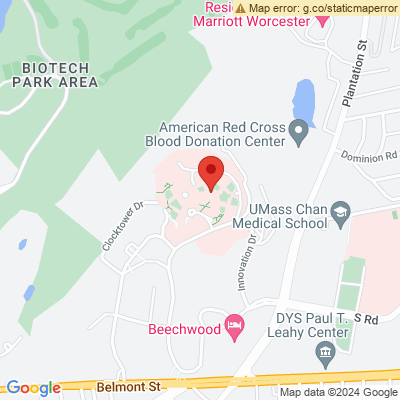 Resi
Marriott Worcester
Map error: g.co/staticmaperror
BIOTECH
PARK AREA
Plantation St
American Red Cross
Blood Donation Center
Dominion Rd
Clocktower Dr
UMass Chan
Medical School
Innovation Dr
S Rd
Beechwood
DYS Paul T.
Leahy Center
Google
Belmont St
Map data ©2024 Google